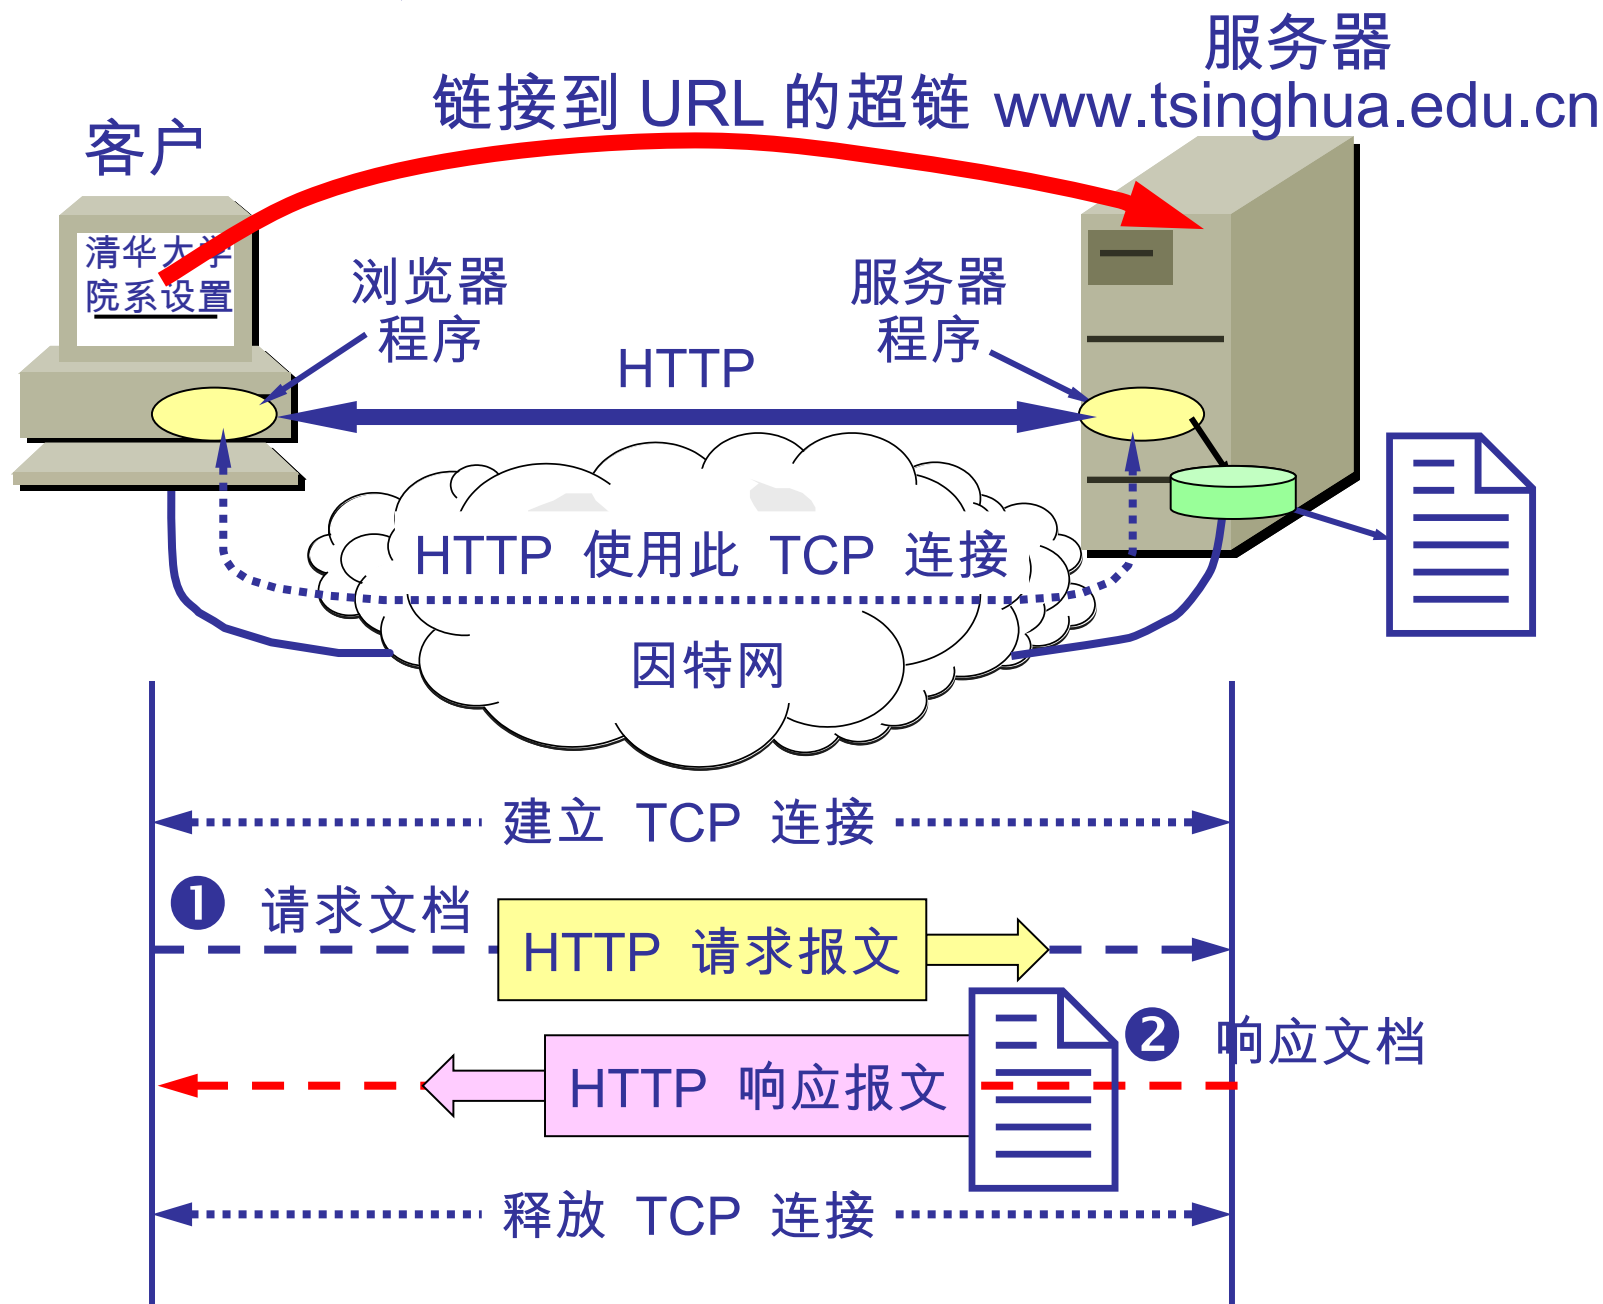 服务器
链接到 URL 的超链 www.tsinghua.edu.cn
客户
清华大学
院系设置
浏览器
程序
服务器
程序
HTTP
HTTP 使用此 TCP 连接
因特网
建立 TCP 连接
❶ 请求文档
HTTP 请求报文
❷ 响应文档
HTTP 响应报文
释放 TCP 连接